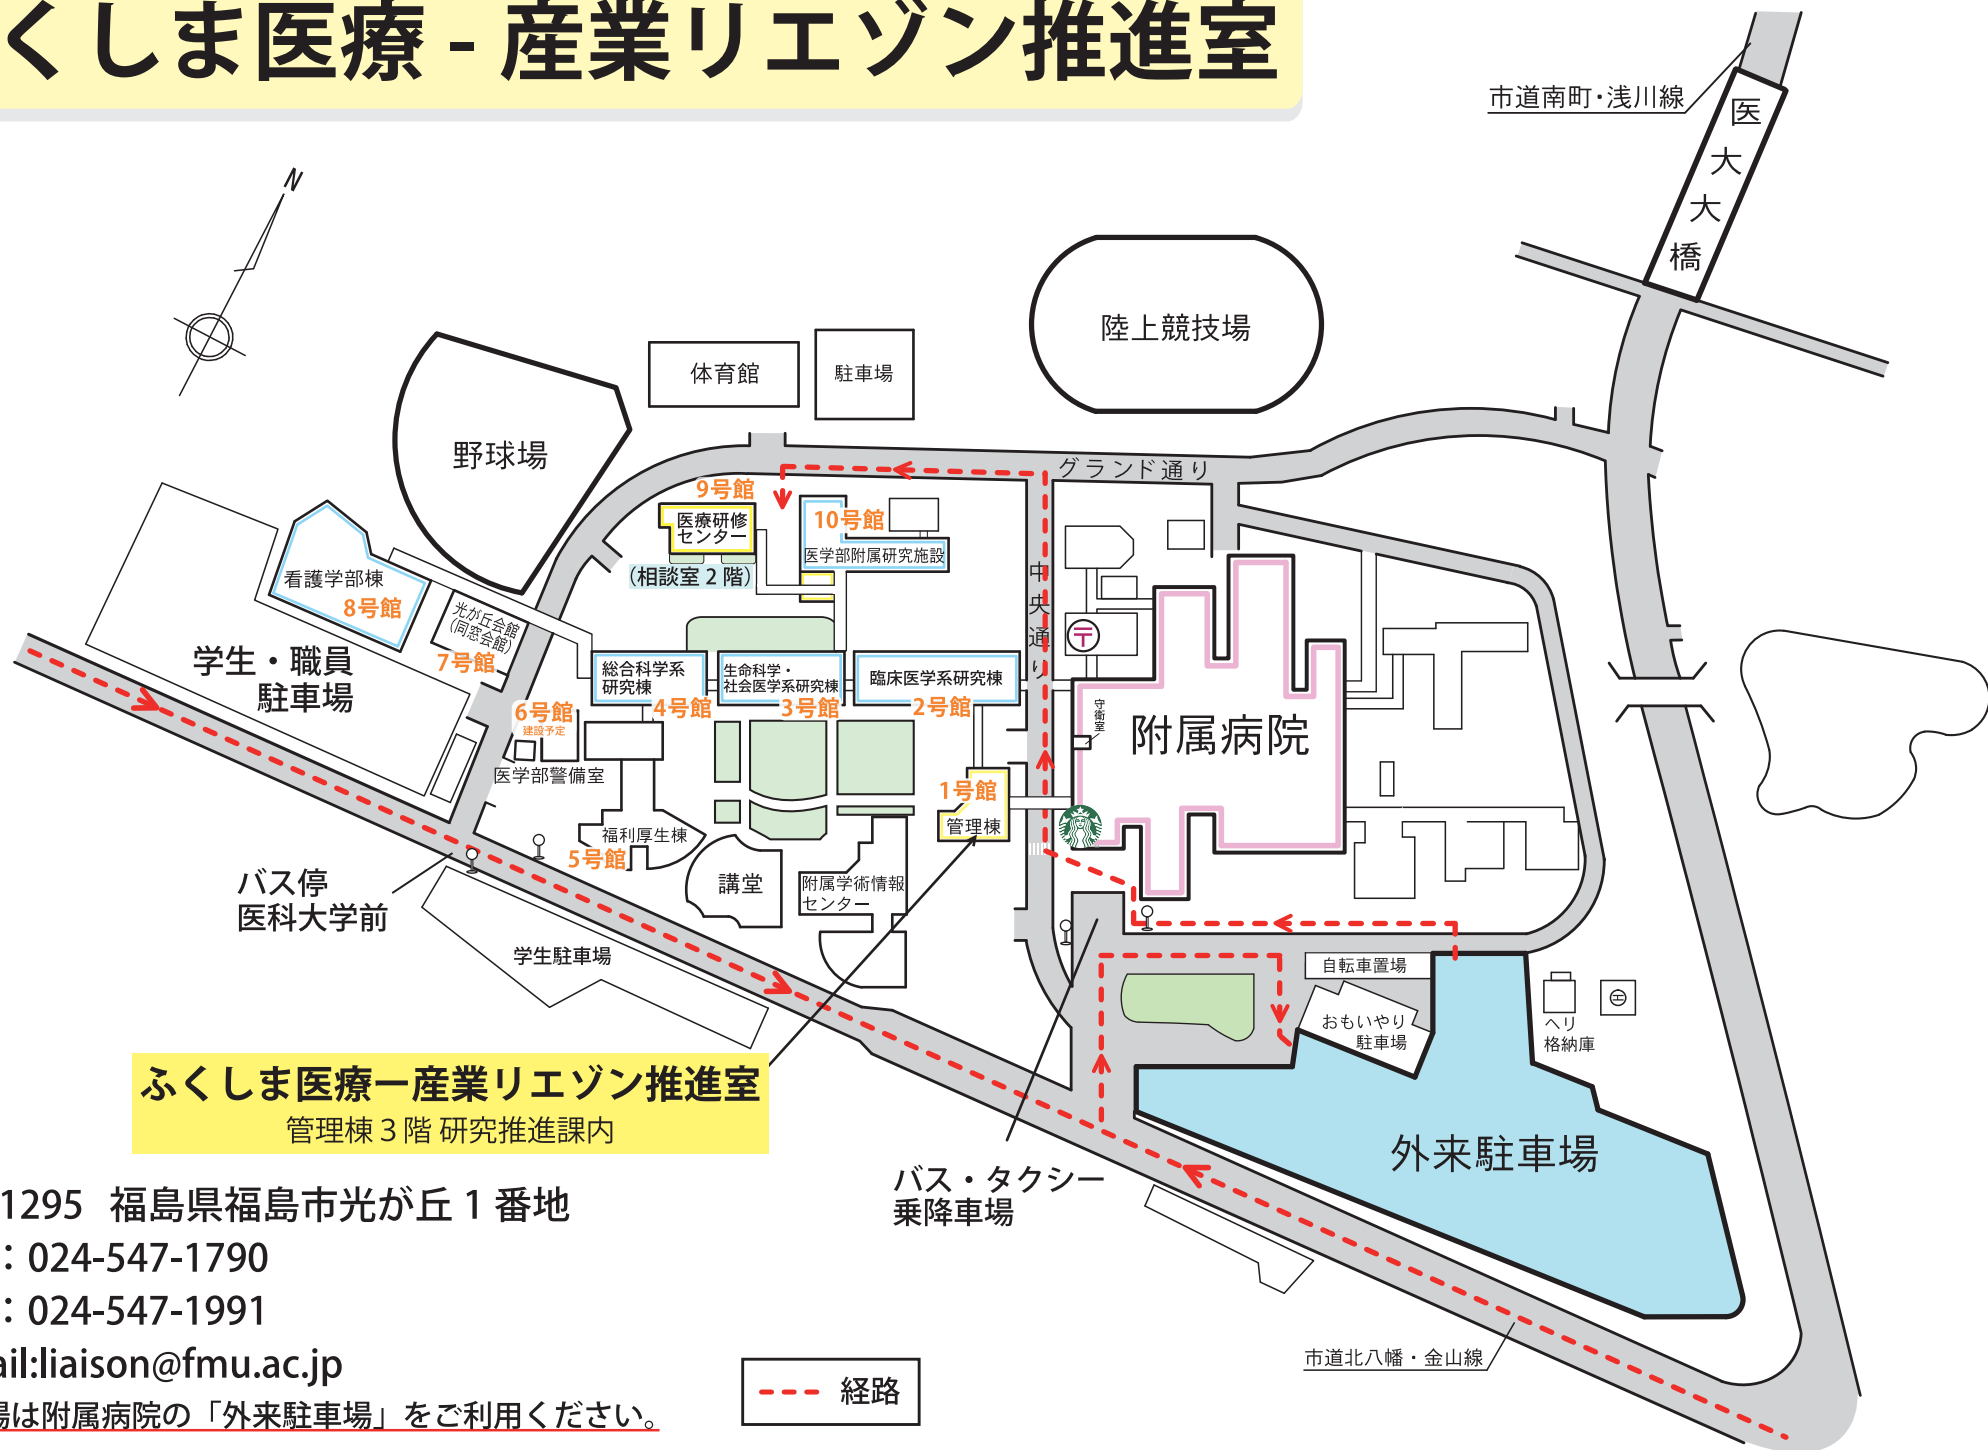 くしま医療 - 産業リエゾン推進室
市道南町・浅川線
医大大橋
N
陸上競技場
体育館
駐車場
野球場
グランド通り
9号館
医療研修
センター
(相談室 2 階)
10号館
医学部附属研究施設
中央通り
看護学部棟
8号館
光が丘会館
(同窓会館)
7号館
学生・職員
駐車場
総合科学系
研究棟
4号館
生命科学・
社会医学系研究棟
3号館
臨床医学系研究棟
2号館
〒
守衛室
附属病院
6号館
建設予定
医学部警備室
1号館
管理棟
福利厚生棟
5号館
講堂
附属学術情報
センター
バス停
医科大学前
学生駐車場
自転車置場
おもいやり
駐車場
H
ヘリ
格納庫
外来駐車場
ふくしま医療ー産業リエゾン推進室
管理棟 3 階 研究推進課内
バス・タクシー
乗降車場
1295 福島県福島市光が丘 1 番地
: 024-547-1790
: 024-547-1991
ail:liaison@fmu.ac.jp
場は附属病院の「外来駐車場」をご利用ください。
経路
市道北八幡・金山線